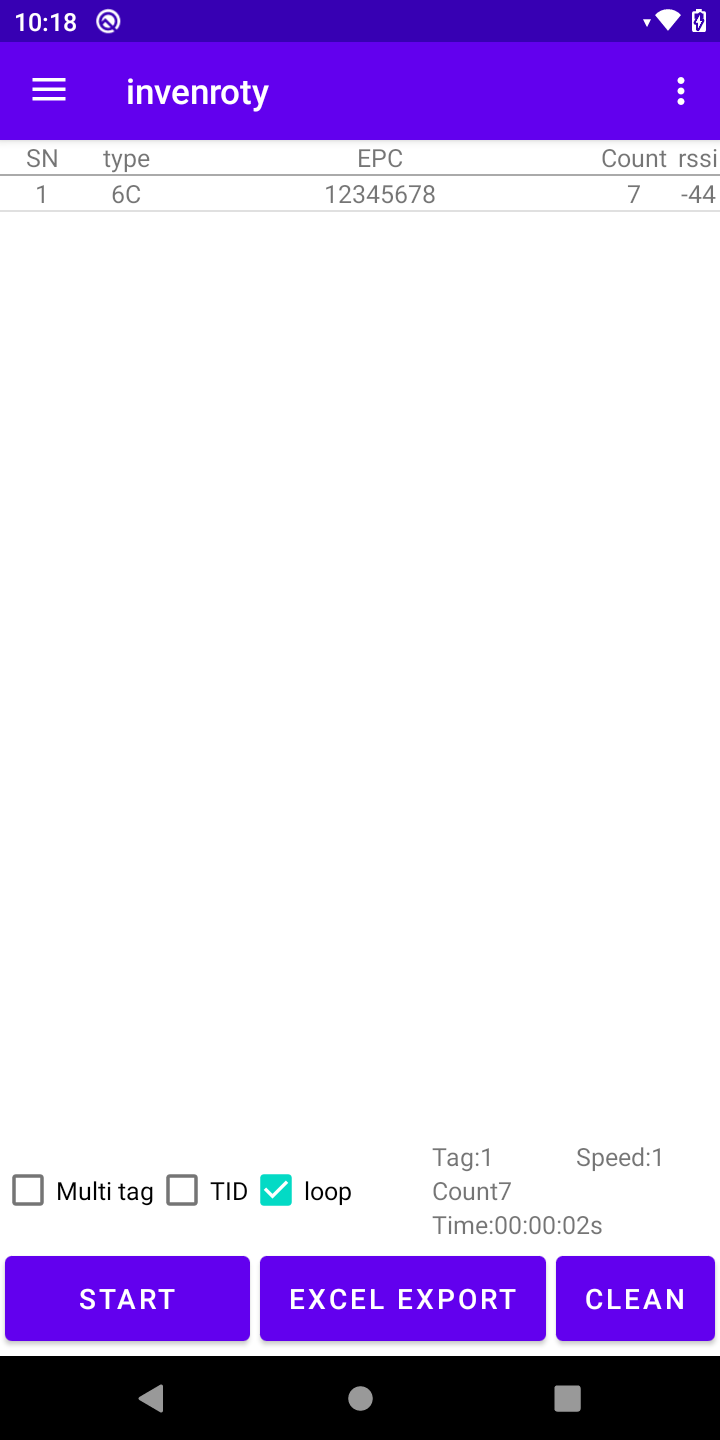 10:18
invenroty
SN type EPC Count rssi
1 6C 12345678 7 -44
Tag:1 Speed:1
Multi tag TID loop Count7
Time:00:00:02s
START EXCEL EXPORT CLEAN